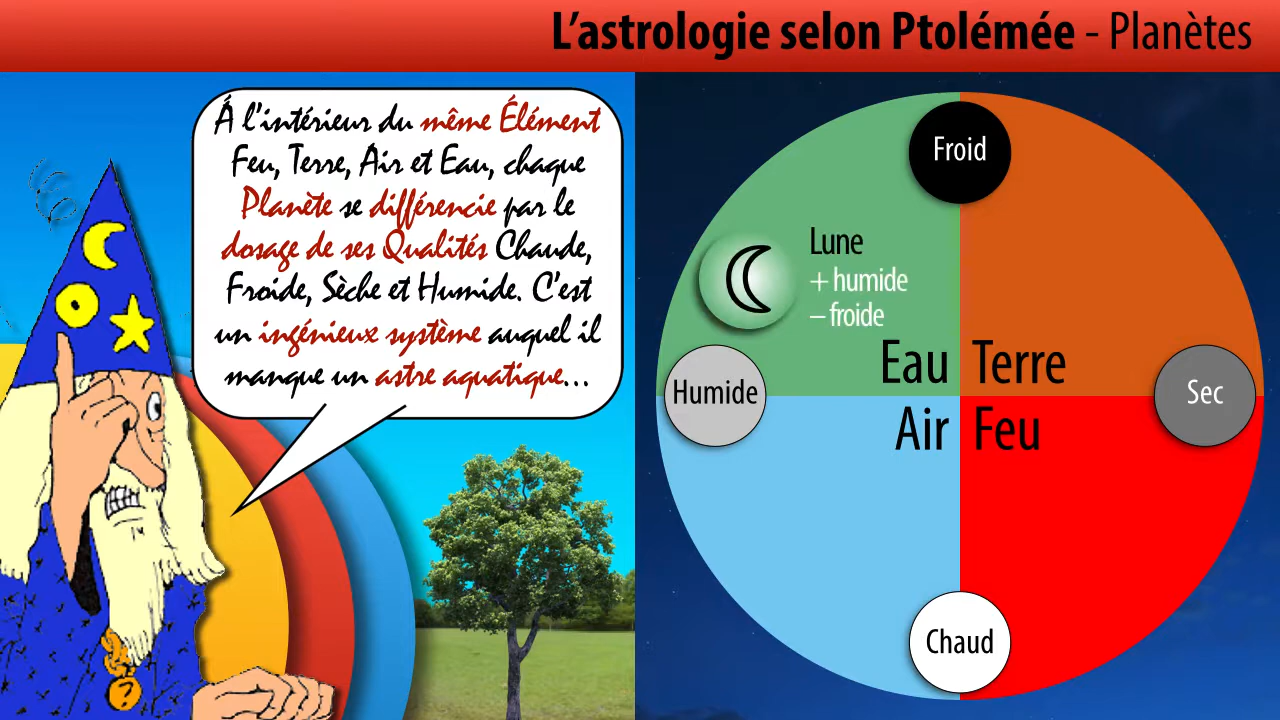 L'astrologie selon Ptolémée - Planètes
Á l'intérieur du même Élément
Feu, Terre, Air et Eau, chaque
Planète se différencie par le
dosage de ses Qualités Chaude,
Froide, Sèche et Humide. C'est
un ingénieux système auquel il
manque un astre aquatique...
Froid
Lune
+ humide
– froide
Eau Terre
Humide
Sec
Air Feu
Chaud
?